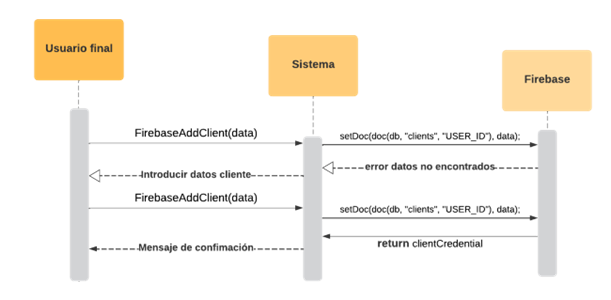 Usuario final
Sistema
Firebase
FirebaseAddClient(data)
setDoc(doc(db, "clients", "USER_ID"), data);
error datos no encontrados
Introducir datos cliente
FirebaseAddClient(data)
setDoc(doc(db, "clients", "USER_ID"), data);
return clientCredential
Mensaje de confimación